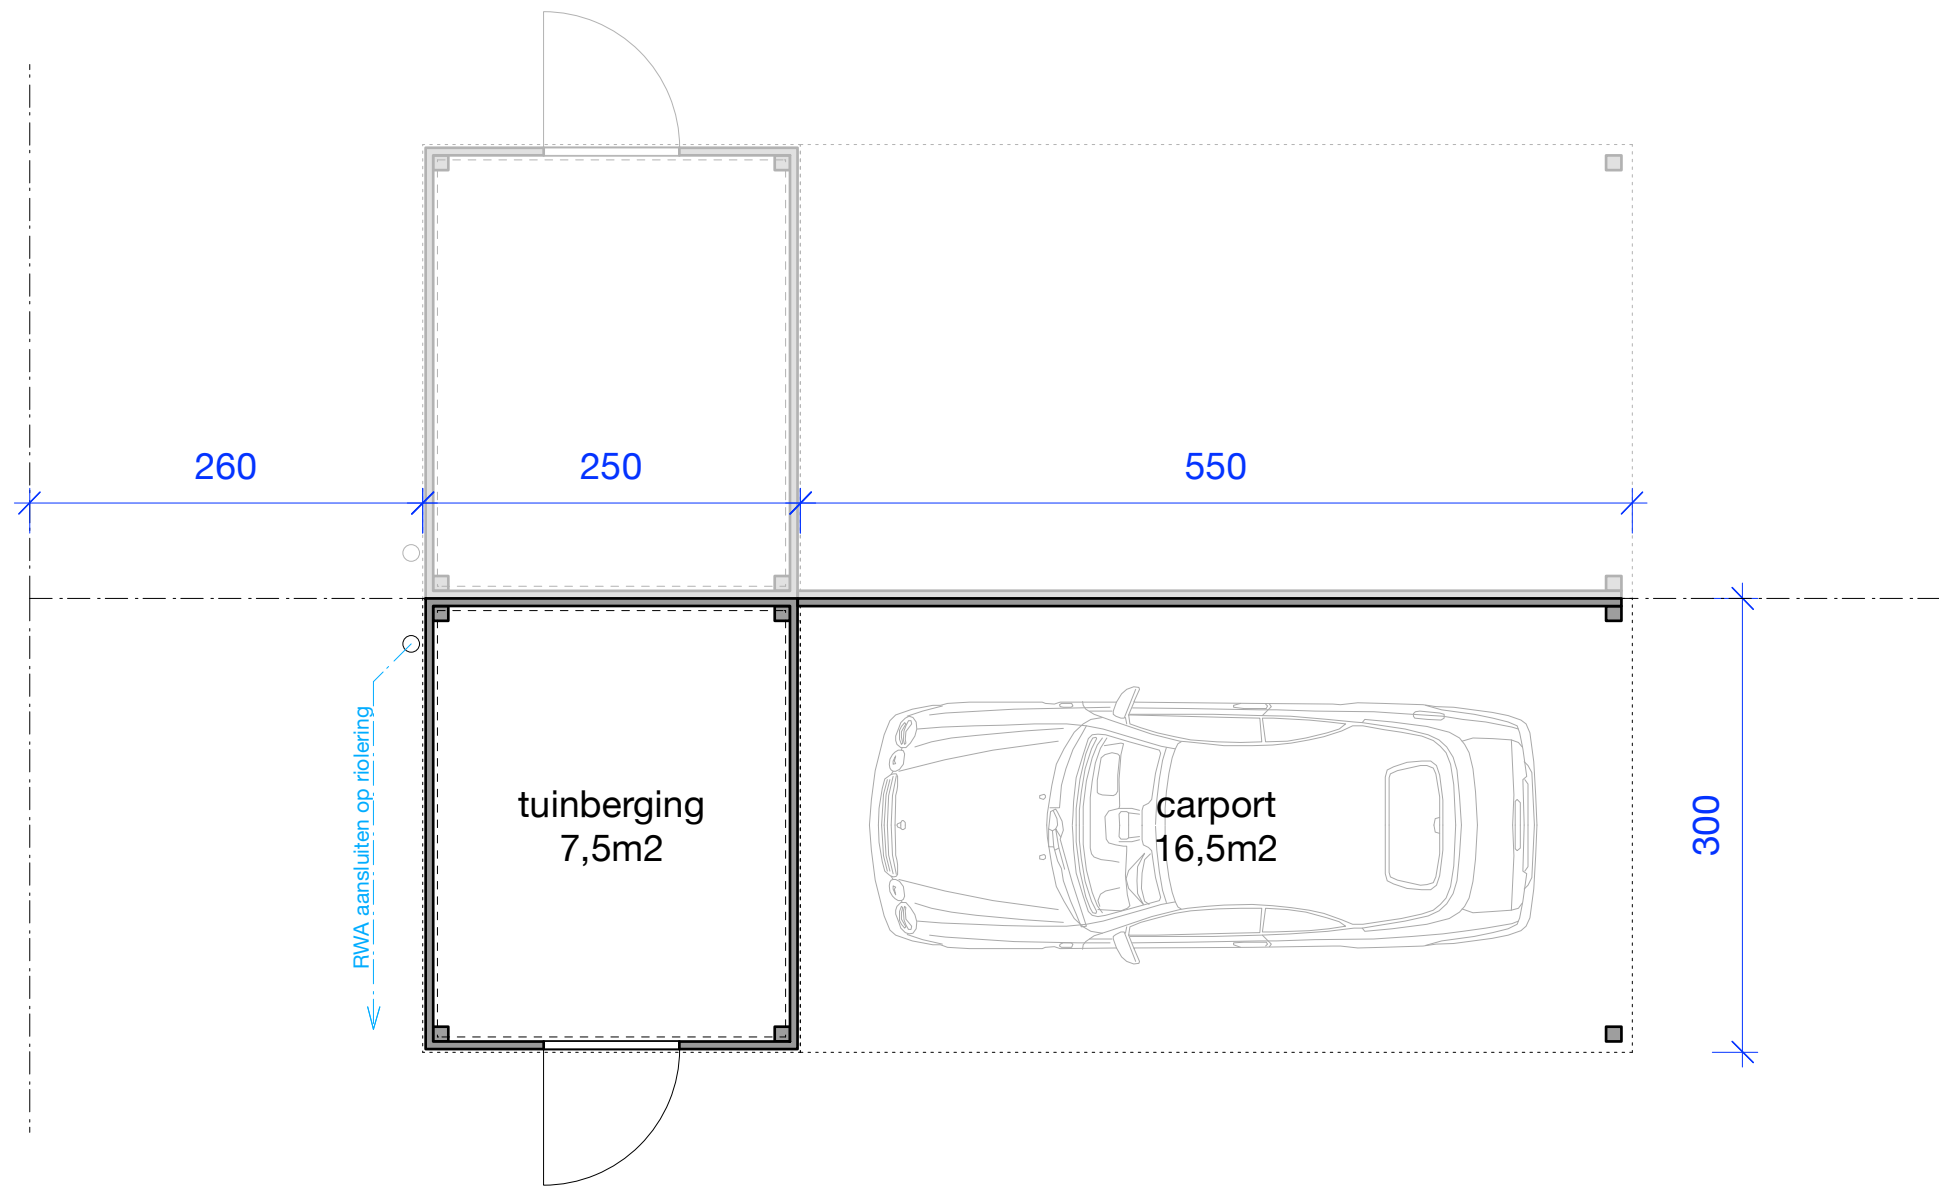 260
250
550
RWA aansluiten op riolering
tuinberging
7,5m2
carport
16,5m2
300